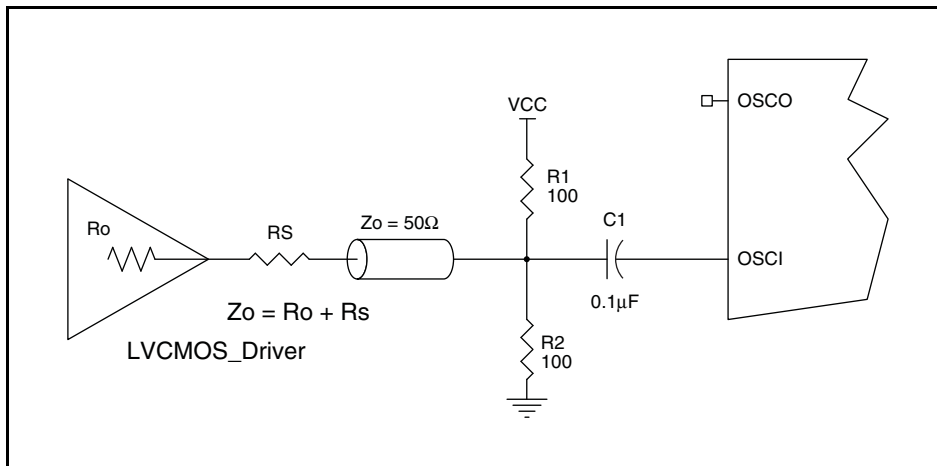 OSCO
VCC
R1
100
Ro
RS
Zo = 50Ω
C1
OSCI
0.1μF
Zo = Ro + Rs
LVCMOS_Driver
R2
100